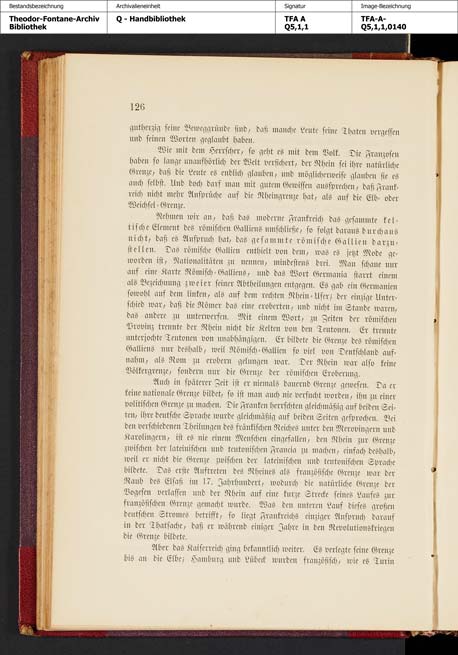 Bestandsbezeichnung
Archivalieneinheit
Signatur
Image-Bezeichnung
Theodor-Fontane-Archiv
Bibliothek
Q - Handbibliothek
TFA A
Q5,1,1
TFA-A-
Q5,1,1,0140
126
gutherzig seine Beweggründe sind, daß manche Leute seine Thaten vergessen
und seinen Worten geglaubt haben.
Wie mit dem Herrscher, so geht es mit dem Volk. Die Franzosen
haben so lange unaufhörlich der Welt versichert, der Rhein sei ihre natürliche
Grenze, daß die Leute es endlich glauben, und möglicherweise glauben sie es
auch selbst. Und doch darf man mit gutem Gewissen aussprechen, daß Frank-
reich nicht mehr Ansprüche auf die Rheingrenze hat, als auf die Elb- oder
Weichsel-Grenze.
Nehmen wir an, daß das moderne Frankreich das gesammte kel-
tische Element des römischen Galliens umschließe, so folgt daraus durchaus
nicht, daß es Anspruch hat, das gesammte römische Gallien darzu-
stellen. Das römische Gallien enthielt von dem, was es jetzt Mode ge-
worden ist, Nationalitäten zu nennen, mindestens drei. Man schaue nur
auf eine Karte Römisch-Galliens, und das Wort Germania starrt einem
als Bezeichnung zweier seiner Abtheilungen entgegen. Es gab ein Germanien
sowohl auf dem linken, als auf dem rechten Rhein-Ufer; der einzige Unter-
schied war, daß die Römer das eine eroberten, und nicht im Stande waren,
das andere zu unterwerfen. Mit einem Wort, zu Zeiten der römischen
Provinz trennte der Rhein nicht die Kelten von den Teutonen. Er trennte
unterjochte Teutonen von unabhängigen. Er bildete die Grenze des römischen
Galliens nur deshalb, weil Römisch-Gallien so viel von Deutschland auf-
nahm, als Rom zu erobern gelungen war. Der Rhein war also keine
Völkergrenze, sondern nur die Grenze der römischen Eroberung.
Auch in späterer Zeit ist er niemals dauernd Grenze gewesen. Da er
keine nationale Grenze bildet, so ist man auch nie versucht worden, ihn zu einer
politischen Grenze zu machen. Die Franken herrschten gleichmäßig auf beiden Sei-
ten, ihre deutsche Sprache wurde gleichmäßig auf beiden Seiten gesprochen. Bei
den verschiedenen Theilungen des fränkischen Reiches unter den Merovingern und
Karolingern, ist es nie einem Menschen eingefallen, den Rhein zur Grenze
zwischen der lateinischen und teutonischen Francia zu machen, einfach deshalb,
weil er nicht die Grenze zwischen der lateinischen und teutonischen Sprache
bildete. Das erste Auftreten des Rheines als französische Grenze war der
Raub des Elsaß im 17. Jahrhundert, wodurch die natürliche Grenze der
Vogesen verlassen und der Rhein auf eine kurze Strecke seines Laufes zur
französischen Grenze gemacht wurde. Was den unteren Lauf dieses großen
deutschen Stromes betrifft, so liegt Frankreichs einziger Anspruch darauf
in der Thatsache, daß er während einiger Jahre in den Revolutionskriegen
die Grenze bildete.
Aber das Kaiserreich ging bekanntlich weiter. Es verlegte seine Grenze
bis an die Elbe; Hamburg und Lübeck wurden französisch, wie es Turin